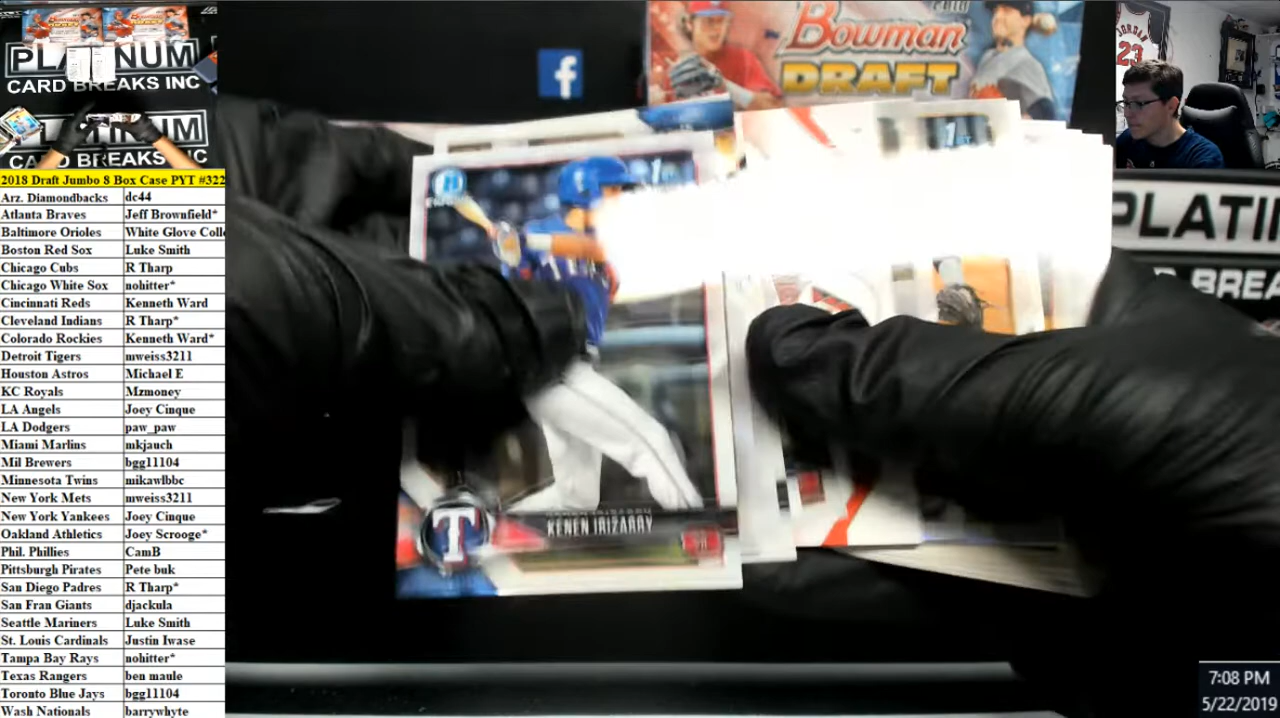 PLATINUM
CARD BREAKS INC
CARD BREAKS INC
2018 Draft Jumbo 8 Box Case PYT #322
Arz. Diamondbacks dc44
Atlanta Braves Jeff Brownfield*
Baltimore Orioles White Glove Coll
Boston Red Sox Luke Smith
Chicago Cubs R Tharp
Chicago White Sox nohitter*
Cincinnati Reds Kenneth Ward
Cleveland Indians R Tharp*
Colorado Rockies Kenneth Ward*
Detroit Tigers mweiss3211
Houston Astros Michael E
KC Royals Mzmoney
LA Angels Joey Cinque
LA Dodgers paw_paw
Miami Marlins mkjauch
Mil Brewers bgg11104
Minnesota Twins mikawlbbc
New York Mets mweiss3211
New York Yankees Joey Cinque
Oakland Athletics Joey Scrooge*
Phil. Phillies CamB
Pittsburgh Pirates Pete buk
San Diego Padres R Tharp*
San Fran Giants djackula
Seattle Mariners Luke Smith
St. Louis Cardinals Justin Iwase
Tampa Bay Rays nohitter*
Texas Rangers ben maule
Toronto Blue Jays bgg11104
Wash Nationals barrywhyte
f
2018
Bowman
DRAFT
1st
T
KENEN IRIZARRY
JORDAN
23
PLATI
BREA
7:08 PM
5/22/2019